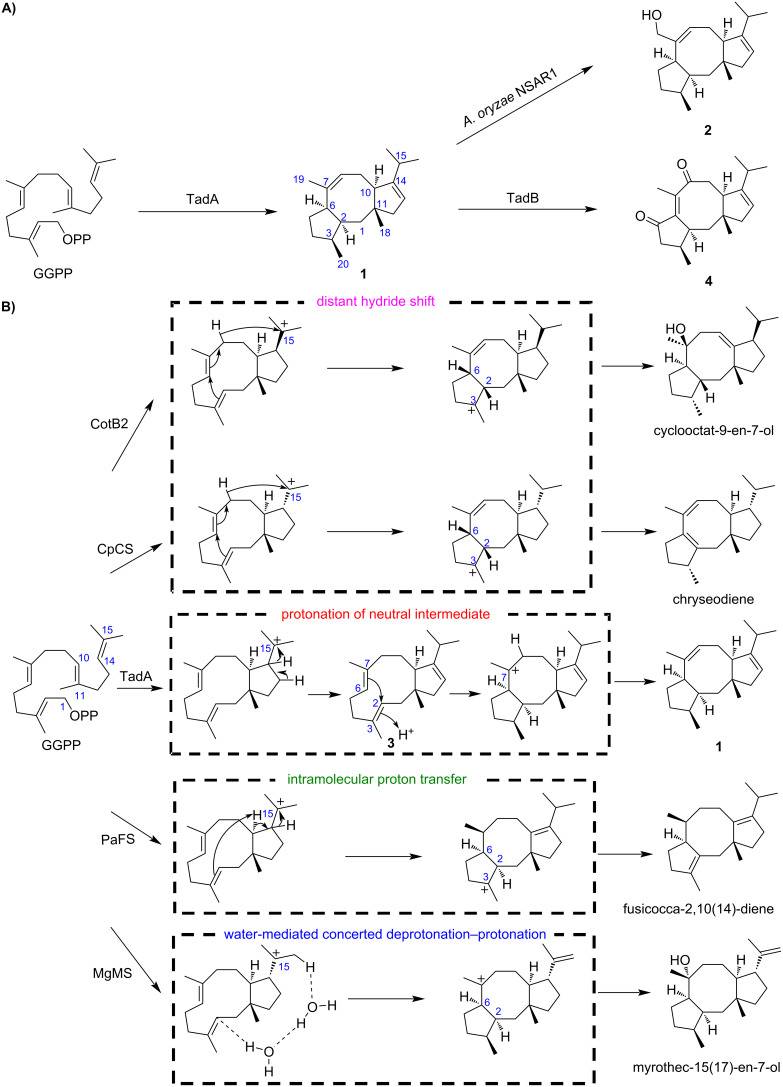 A)
HO
H
H
H
2
A. oryzae NSAR1
OPP
GGPP
TadA
19
7
H
15
14
10
11
H
6
2
1
18
H
3
20
1
TadB
O
O
H
4
B)
distant hydride shift
CotB2
H
H
15
H
H
6
2
3
H
HO
H
H
H
cyclooctat-9-en-7-ol
CpCS
H
H
15
H
H
6
2
3
H
chryseodiene
protonation of neutral intermediate
15
10
14
11
1
OPP
GGPP
TadA
15
H
H
H
7
H
6
2
3
H+
3
H
H
7
H
H
H
H
H
1
intramolecular proton transfer
PaFS
15
H
H
H
6
2
3
H
H
fusicocca-2,10(14)-diene
water-mediated concerted deprotonation–protonation
MgMS
15
H
H
O
H
H
H
O
H
H
H
6
2
H
HO
H
H
H
myrothec-15(17)-en-7-ol